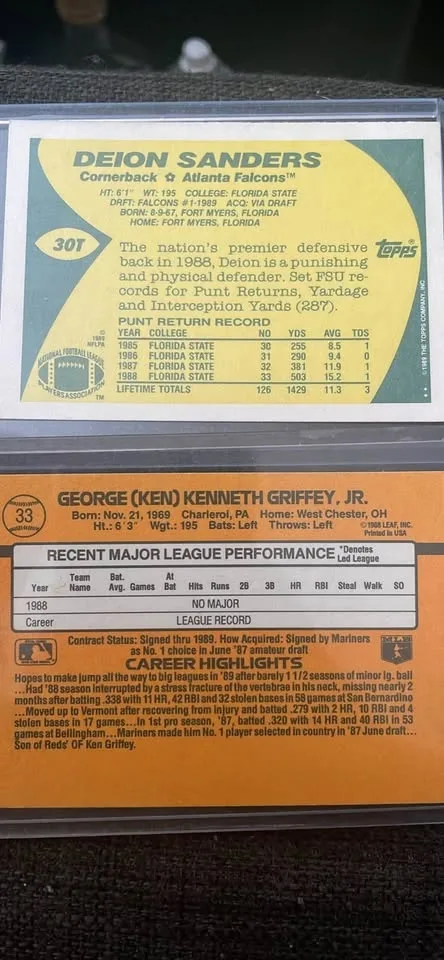 DEION SANDERS
Cornerback ✩ Atlanta Falcons™
HT: 6'1" WT: 195 COLLEGE: FLORIDA STATE
DRFT: FALCONS #1-1989 ACQ: VIA DRAFT
BORN: 8-9-67, FORT MYERS, FLORIDA
HOME: FORT MYERS, FLORIDA
30T
topps®
The nation's premier defensive
back in 1988, Deion is a punishing
and physical defender. Set FSU re-
cords for Punt Returns, Yardage
and Interception Yards (287).
PUNT RETURN RECORD
YEAR COLLEGE NO YDS AVG TDS
1985 FLORIDA STATE 30 255 8.5 1
1986 FLORIDA STATE 31 290 9.4 0
1987 FLORIDA STATE 32 381 11.9 1
1988 FLORIDA STATE 33 503 15.2 1
LIFETIME TOTALS 126 1429 11.3 3
©
1989
NFLPA
NATIONAL FOOTBALL LEAGUE
PLAYERS ASSOCIATION
™
©1989 THE TOPPS COMPANY, INC.
33
GEORGE (KEN) KENNETH GRIFFEY, JR.
Born: Nov. 21, 1969 Charleroi, PA Home: West Chester, OH
Ht.: 6'3" Wgt.: 195 Bats: Left Throws: Left
©1988 LEAF, INC.
Printed in USA
RECENT MAJOR LEAGUE PERFORMANCE *Denotes
Led League
Year Team Name Bat. Avg. Games At Bat Hits Runs 2B 3B HR RBI Steal Walk SO
1988 NO MAJOR
Career LEAGUE RECORD
Contract Status: Signed thru 1989. How Acquired: Signed by Mariners
as No. 1 choice in June '87 amateur draft
CAREER HIGHLIGHTS
MLB
Hopes to make jump all the way to big leagues in '89 after barely 1 1/2 seasons of minor lg. ball
...Had '88 season interrupted by a stress fracture of the vertebrae in his neck, missing nearly 2
months after batting .338 with 11 HR, 42 RBI and 32 stolen bases in 58 games at San Bernardino
...Moved up to Vermont after recovering from injury and batted .279 with 2 HR, 10 RBI and 4
stolen bases in 17 games...In 1st pro season, '87, batted .320 with 14 HR and 40 RBI in 53
games at Bellingham...Mariners made him No. 1 player selected in country in '87 June draft...
Son of Reds' OF Ken Griffey.